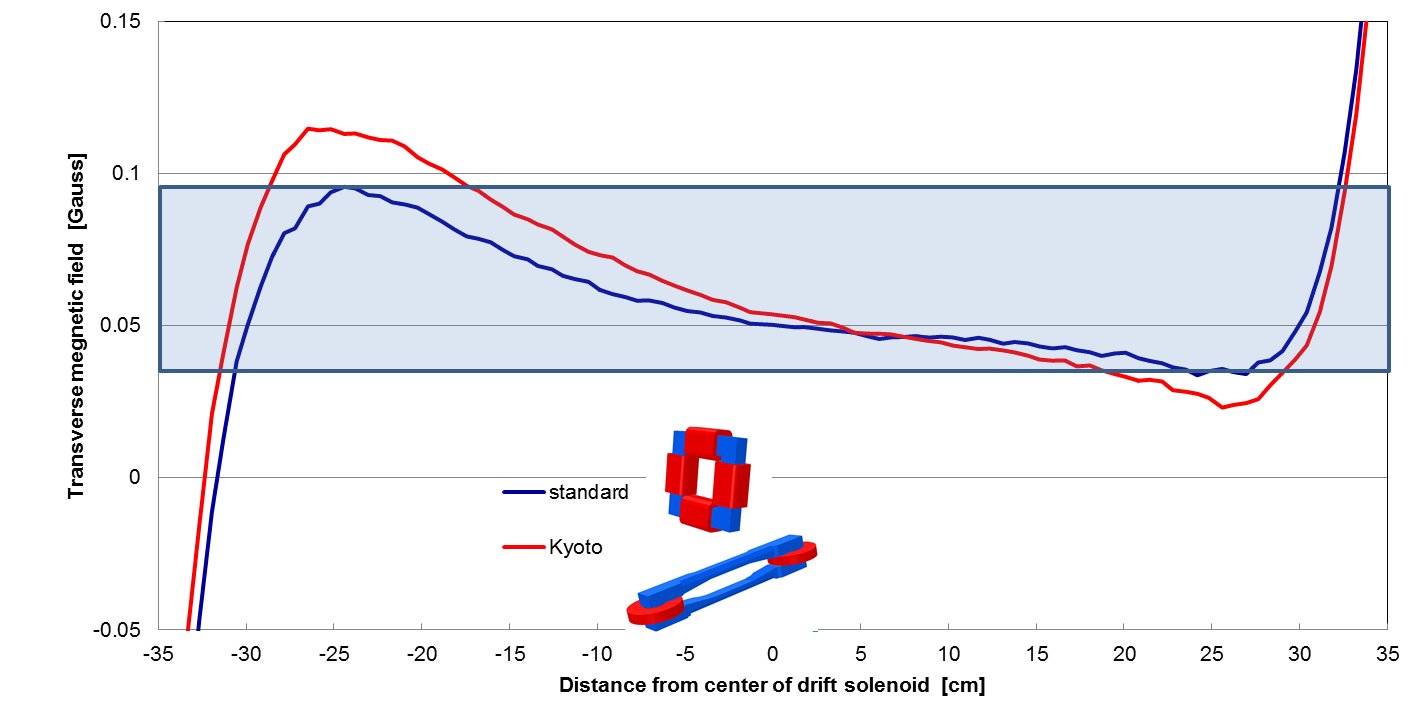 0.15
0.1
0.05
0
-0.05
Transverse megnetic field [Gauss]
standard
Kyoto
-35 -30 -25 -20 -15 -10 -5 0 5 10 15 20 25 30 35
Distance from center of drift solenoid [cm]